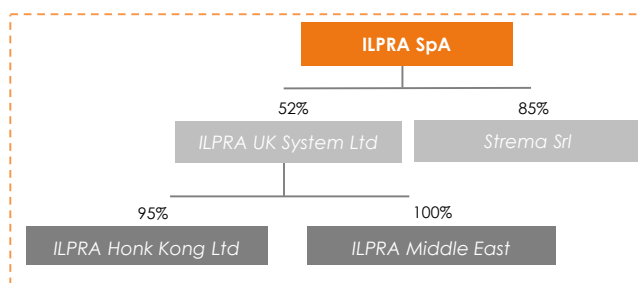 ILPRA SpA
52%
85%
ILPRA UK System Ltd
Strema Srl
95%
100%
ILPRA Honk Kong Ltd
ILPRA Middle East